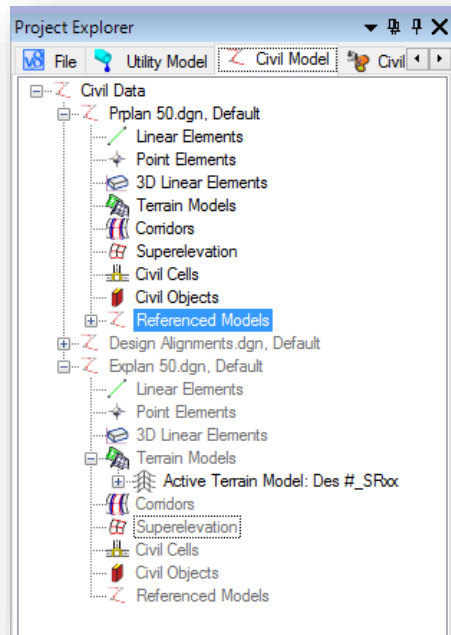 Project Explorer
v8 File Utility Model Civil Model Civil
Civil Data
Prplan 50.dgn, Default
Linear Elements
Point Elements
3D Linear Elements
Terrain Models
Corridors
Superelevation
Civil Cells
Civil Objects
Referenced Models
Design Alignments.dgn, Default
Explan 50.dgn, Default
Linear Elements
Point Elements
3D Linear Elements
Terrain Models
Active Terrain Model: Des #_SRxx
Corridors
Superelevation
Civil Cells
Civil Objects
Referenced Models